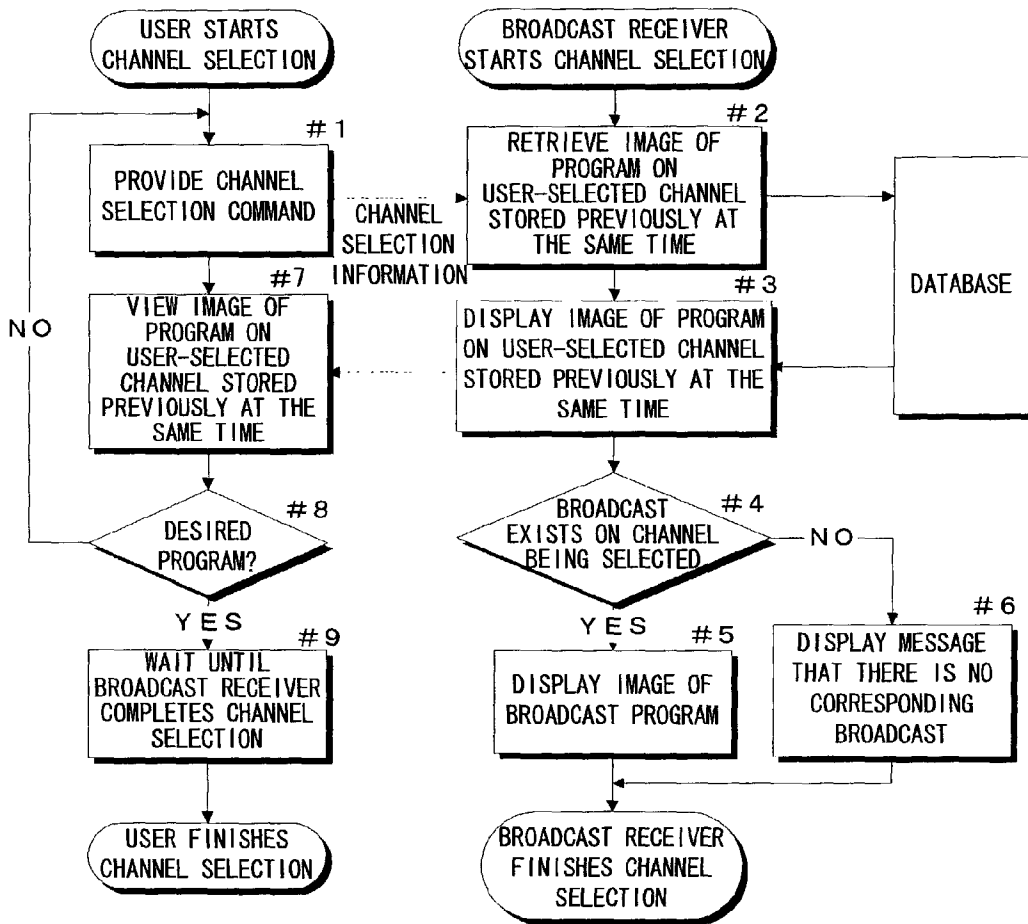 USER STARTS
CHANNEL SELECTION
BROADCAST RECEIVER
STARTS CHANNEL SELECTION
#1
PROVIDE CHANNEL
SELECTION COMMAND
CHANNEL
SELECTION
INFORMATION
#2
RETRIEVE IMAGE OF
PROGRAM ON
USER-SELECTED CHANNEL
STORED PREVIOUSLY AT
THE SAME TIME
DATABASE
#7
VIEW IMAGE OF
PROGRAM ON
USER-SELECTED
CHANNEL STORED
PREVIOUSLY AT THE
SAME TIME
#3
DISPLAY IMAGE OF PROGRAM
ON USER-SELECTED CHANNEL
STORED PREVIOUSLY AT THE
SAME TIME
NO
#8
DESIRED
PROGRAM?
YES
#4
BROADCAST
EXISTS ON CHANNEL
BEING SELECTED
NO
YES
#9
WAIT UNTIL
BROADCAST RECEIVER
COMPLETES CHANNEL
SELECTION
#5
DISPLAY IMAGE OF
BROADCAST PROGRAM
#6
DISPLAY MESSAGE
THAT THERE IS NO
CORRESPONDING
BROADCAST
USER FINISHES
CHANNEL SELECTION
BROADCAST RECEIVER
FINISHES CHANNEL
SELECTION